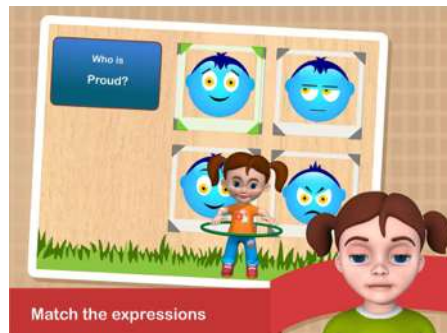 Who is
Proud?
Match the expressions